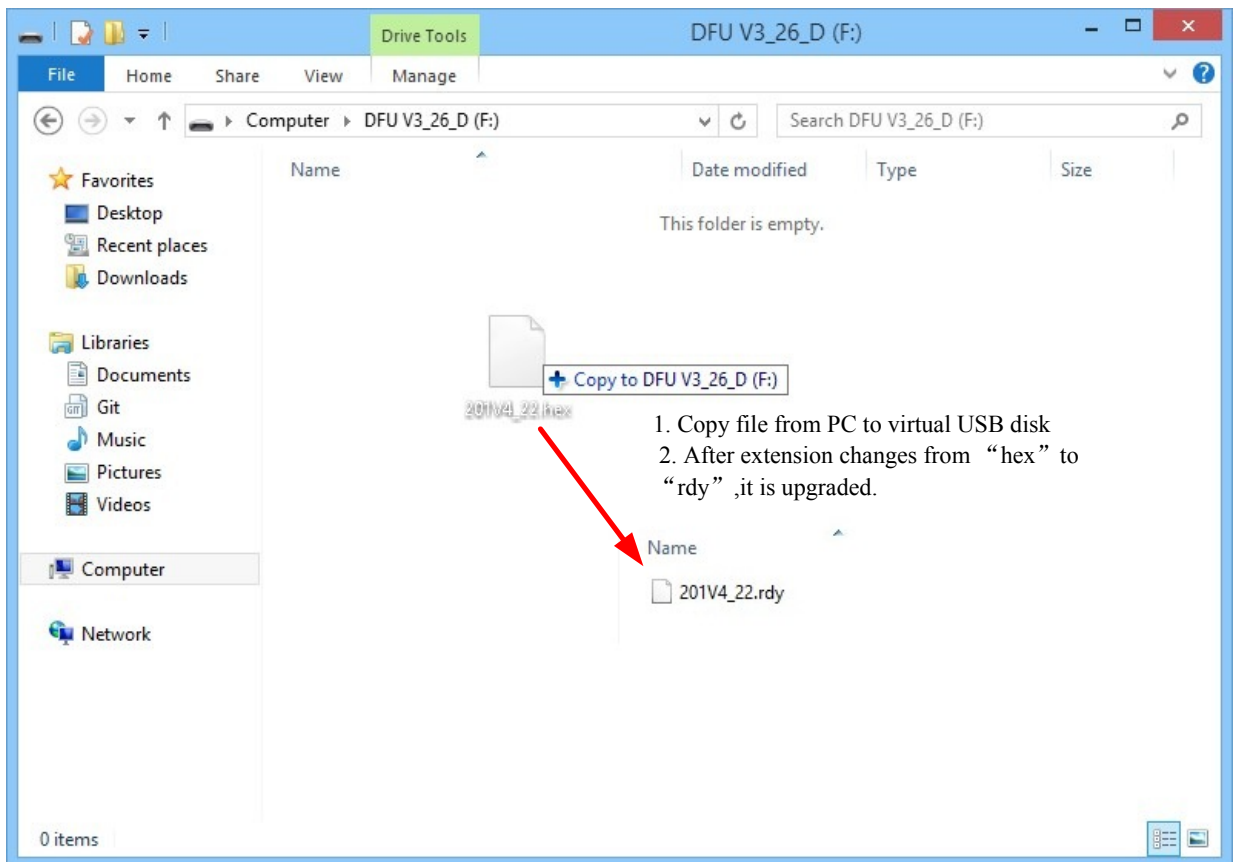 Drive Tools
DFU V3_26_D (F:)
File Home Share View Manage
Computer DFU V3_26_D (F:)
Search DFU V3_26_D (F:)
Name Date modified Type Size
This folder is empty.
Favorites
Desktop
Recent places
Downloads
Libraries
Documents
Git
Music
Pictures
Videos
Computer
Network
Copy to DFU V3_26_D (F:)
201V4_22.hex
1. Copy file from PC to virtual USB disk
2. After extension changes from “hex” to
“rdy” ,it is upgraded.
Name
201V4_22.rdy
0 items